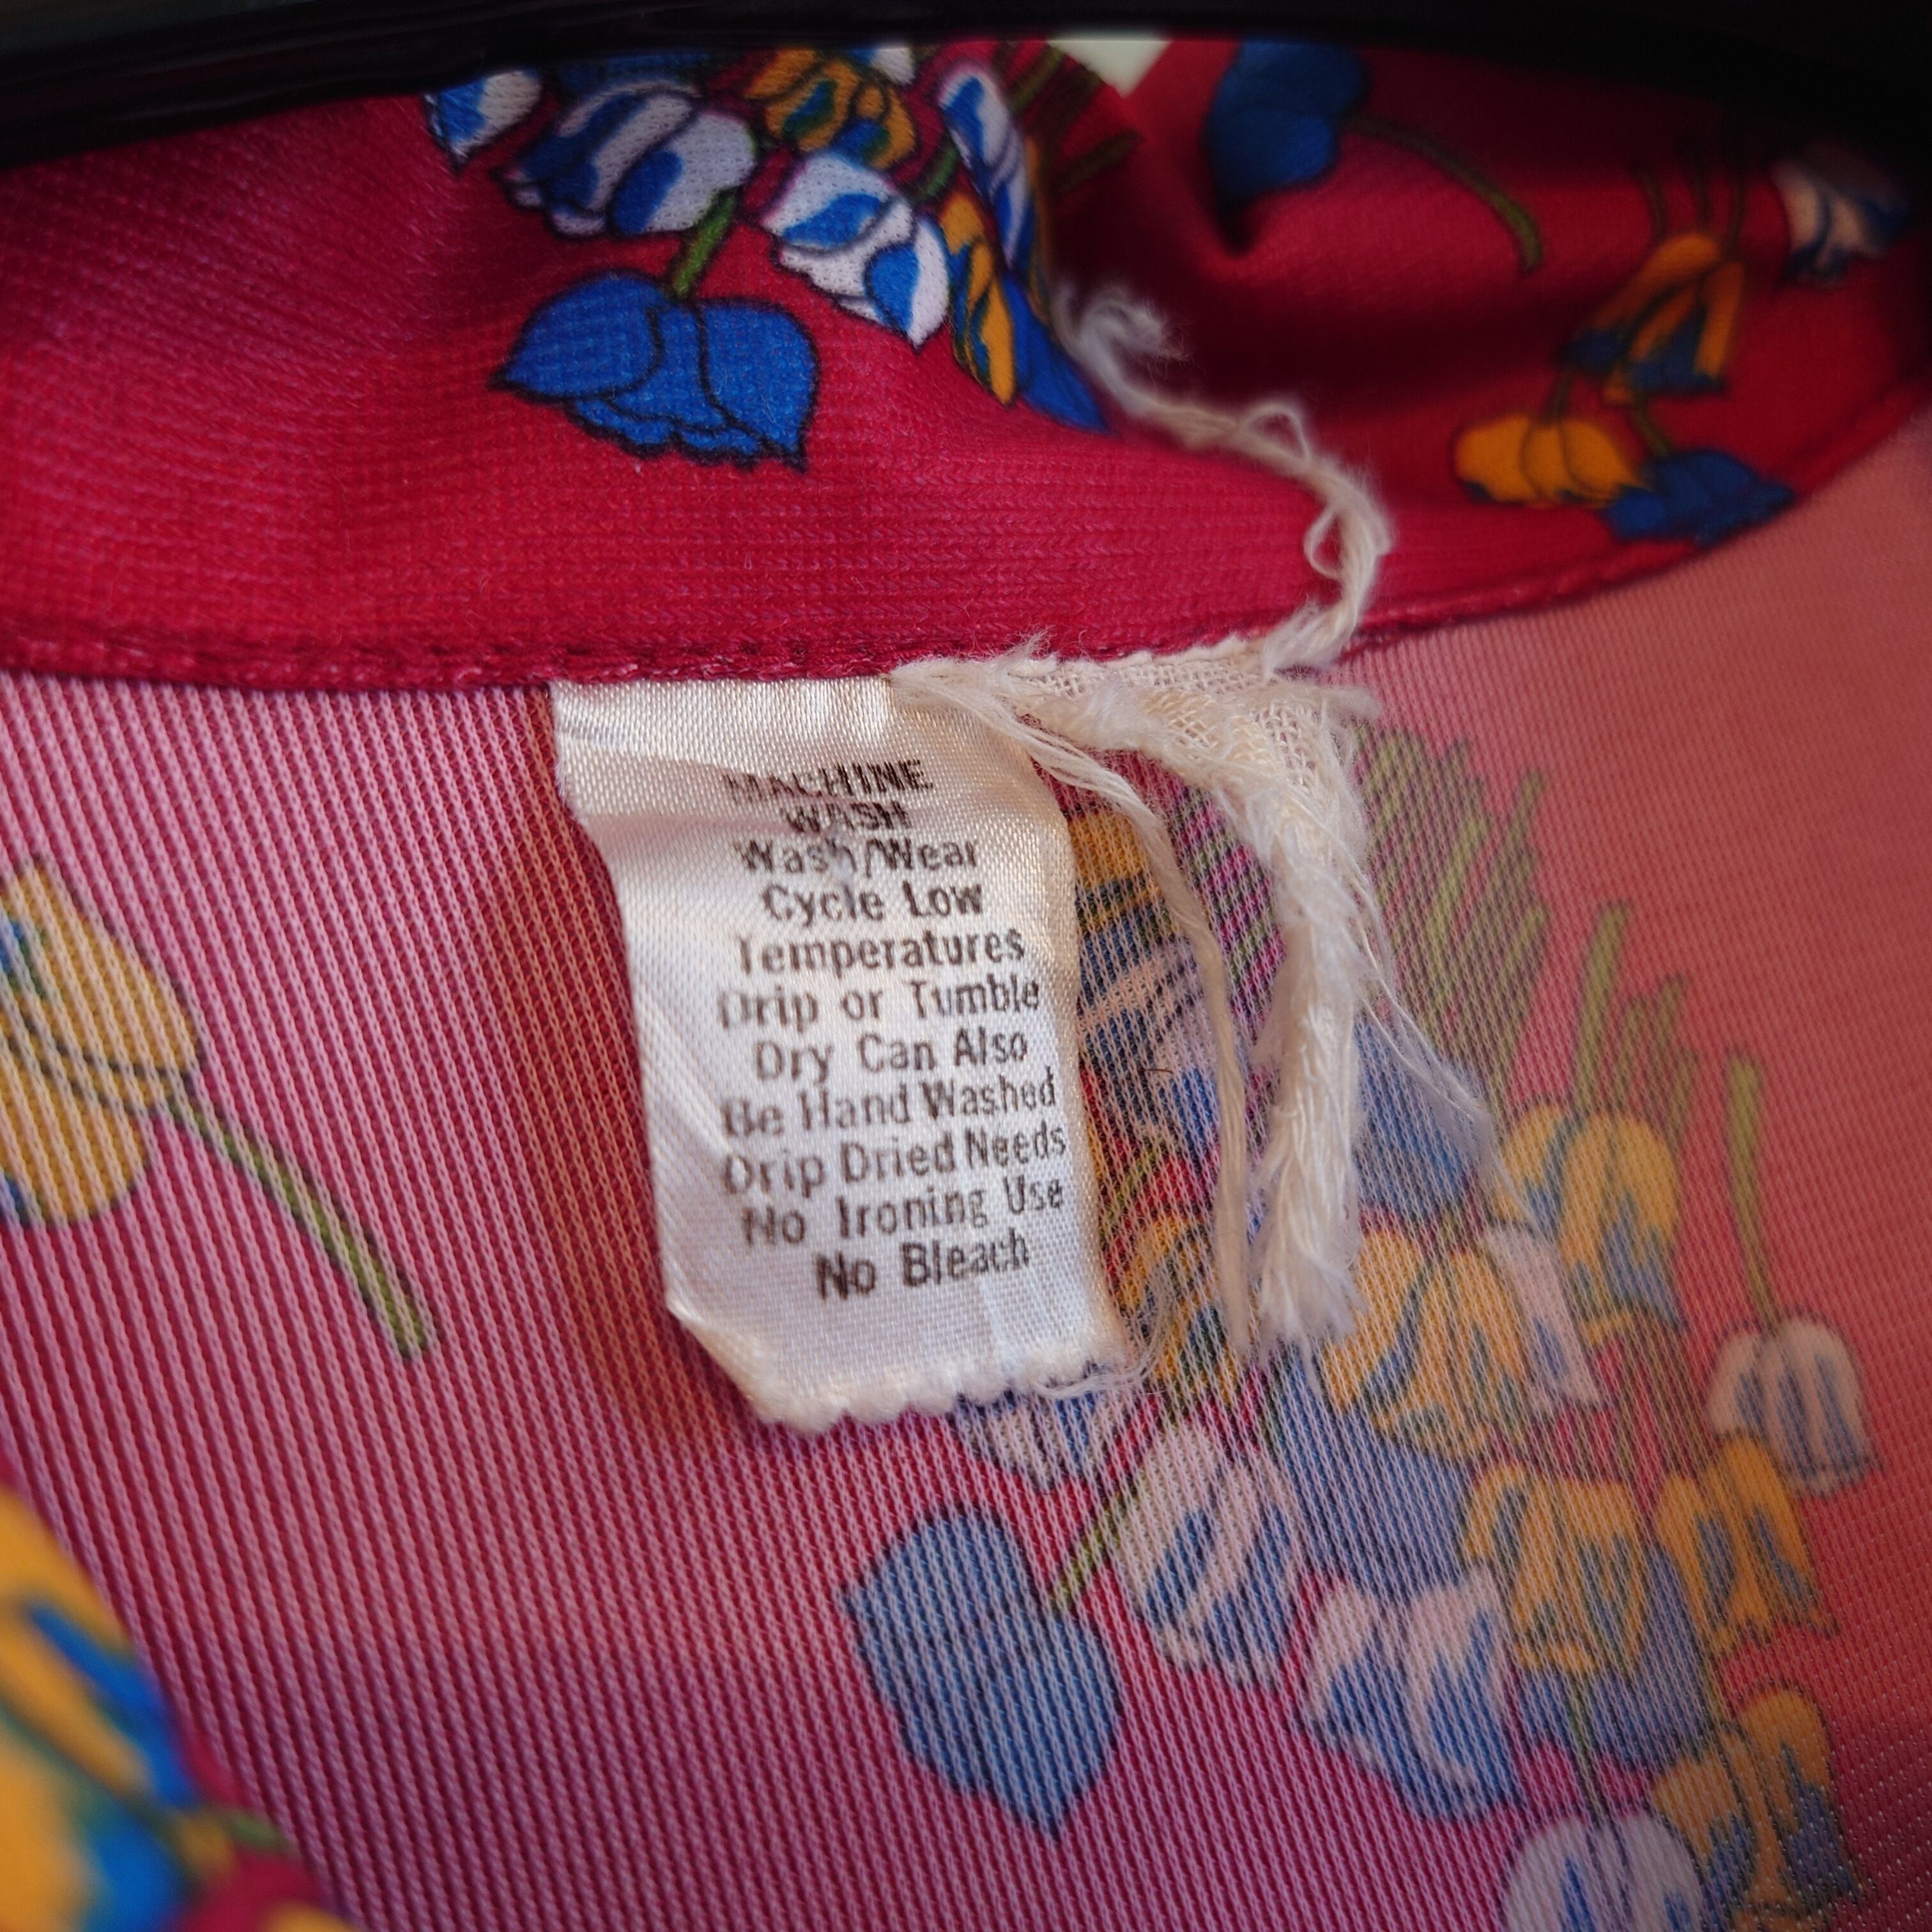 MACHINE
WASH
Wash/Wear
Cycle Low
Temperatures
Drip or Tumble
Dry Can Also
Be Hand Washed
Drip Dried Needs
No Ironing Use
No Bleach